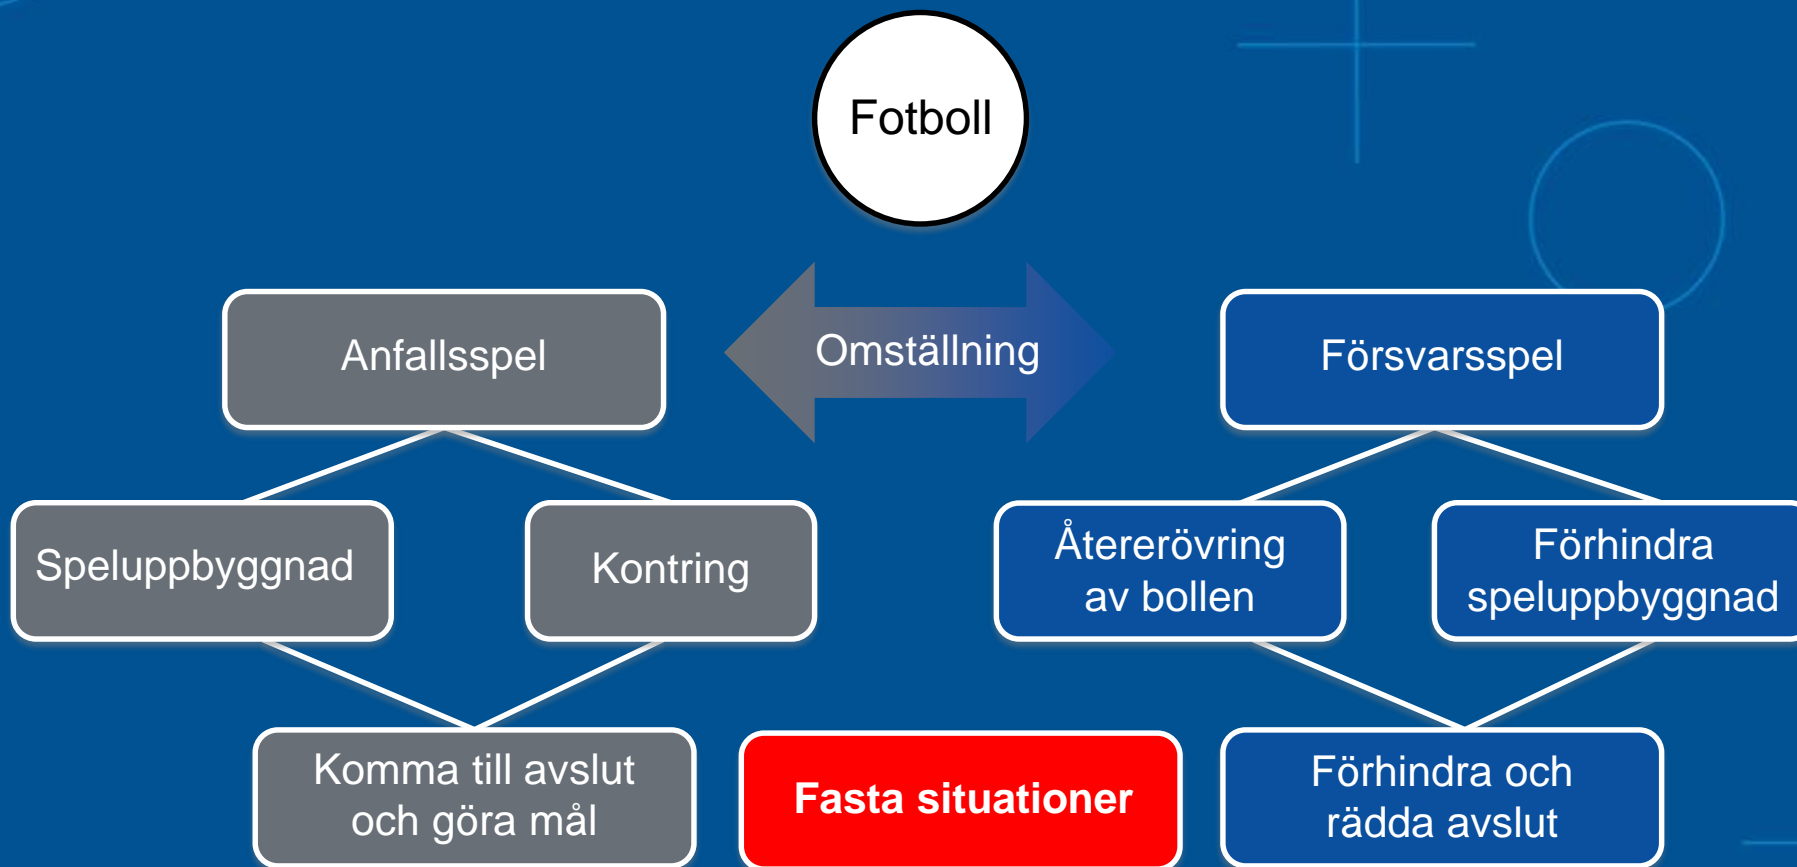 Fotboll
Anfallsspel
Omställning
Försvarsspel
Speluppbyggnad
Kontring
Återerövring
av bollen
Förhindra
speluppbyggnad
Komma till avslut
och göra mål
Fasta situationer
Förhindra och
rädda avslut